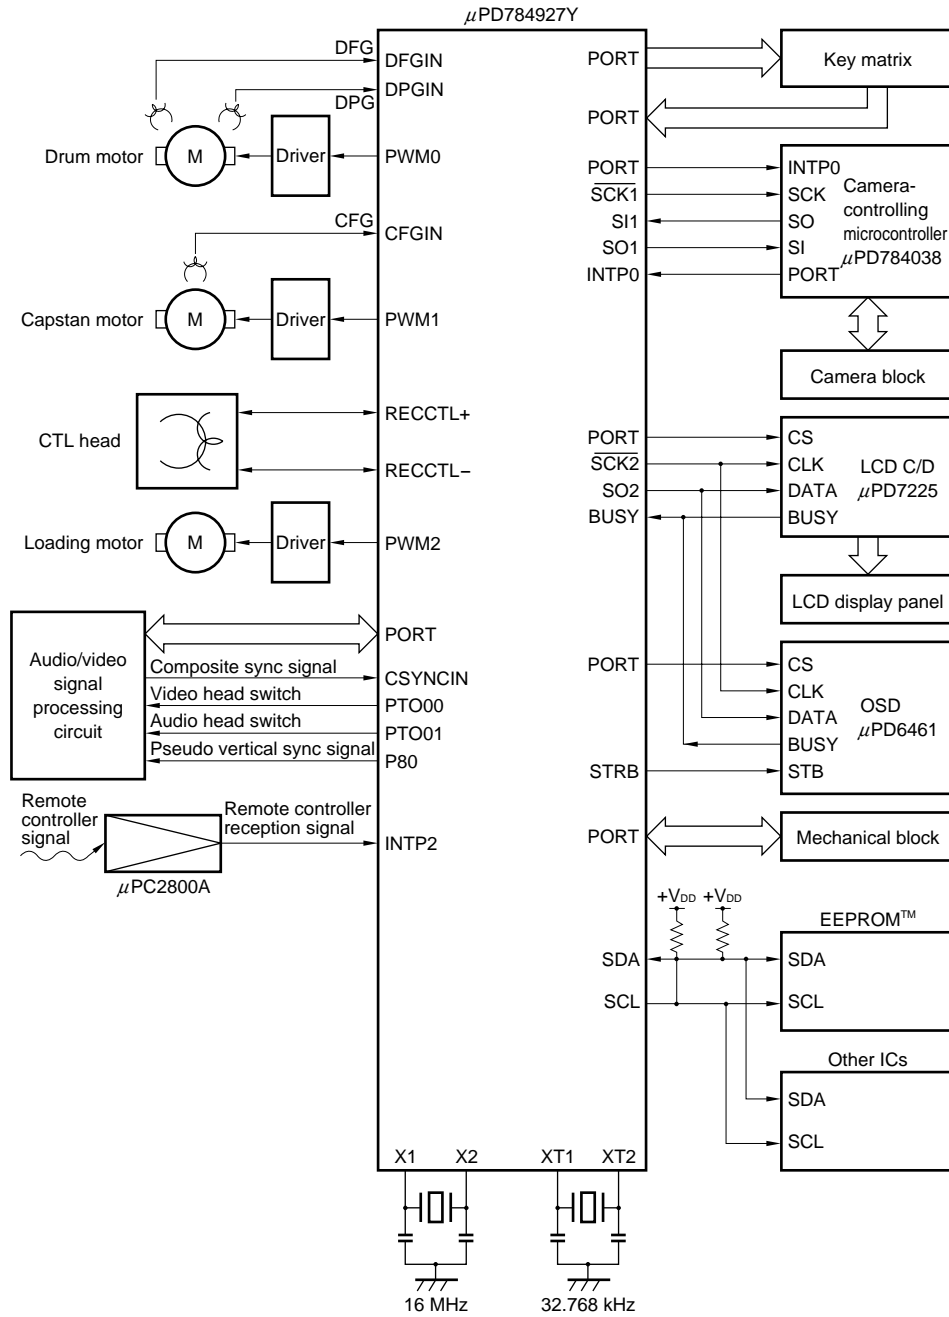 μPD784927Y
DFG
DFGIN
DPGIN
DPG
Drum motor
M
Driver
PWM0
CFG
CFGIN
Capstan motor
M
Driver
PWM1
CTL head
RECCTL+
RECCTL−
Loading motor
M
Driver
PWM2
Audio/video
signal
processing
circuit
PORT
Composite sync signal
CSYNCIN
Video head switch
PTO00
Audio head switch
PTO01
Pseudo vertical sync signal
P80
Remote
controller
signal
Remote controller
reception signal
INTP2
μPC2800A
PORT
Key matrix
PORT
PORT
INTP0
SCK1
SCK
SI1
SO
SO1
SI
INTP0
PORT
Camera-
controlling
microcontroller
μPD784038
Camera block
PORT
CS
SCK2
CLK
SO2
DATA
BUSY
BUSY
LCD C/D
μPD7225
LCD display panel
PORT
CS
CLK
DATA
BUSY
STRB
STB
OSD
μPD6461
PORT
Mechanical block
+VDD
+VDD
EEPROM™
SDA
SDA
SCL
SCL
Other ICs
SDA
SCL
X1
X2
XT1
XT2
16 MHz
32.768 kHz